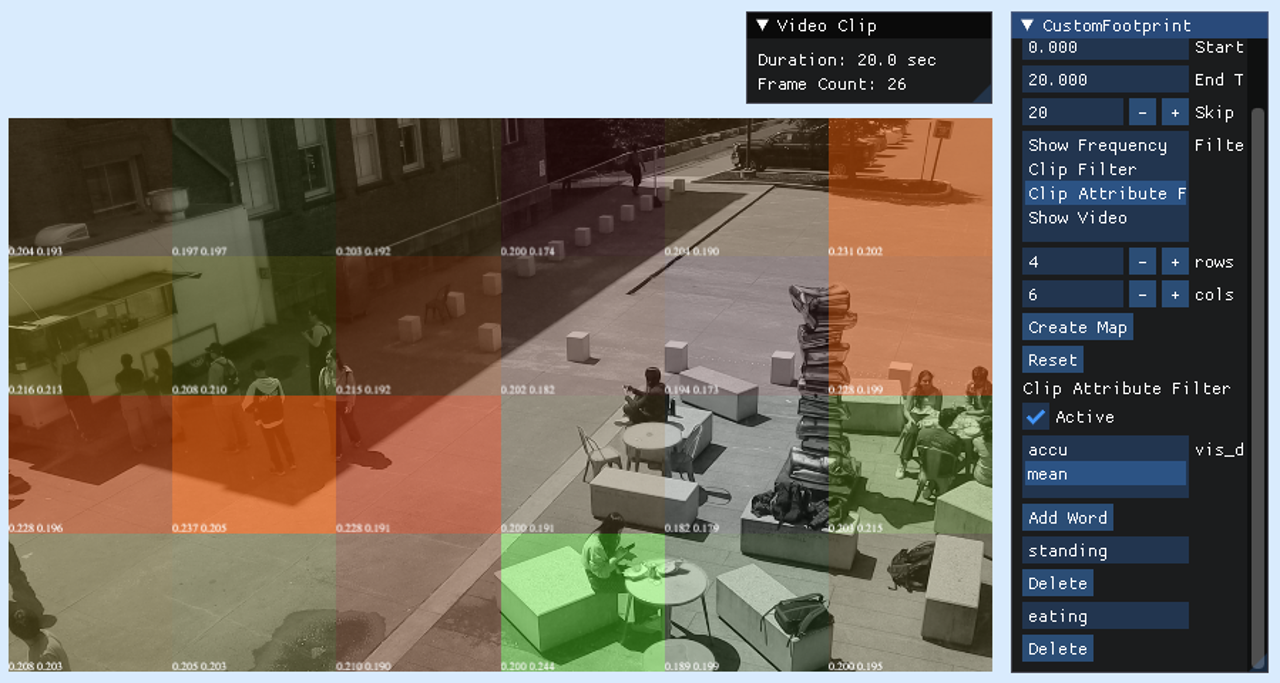 Video Clip
Duration: 20.0 sec
Frame Count: 26
CustomFootprint
0.000 Start
20.000 End T
20 - + Skip
Show Frequency Filte
Clip Filter
Clip Attribute F
Show Video
4 - + rows
6 - + cols
Create Map
Reset
Clip Attribute Filter
Active
accu vis_d
mean
Add Word
standing
Delete
eating
Delete
0.204 0.193 0.197 0.197 0.203 0.192 0.200 0.174 0.201 0.190 0.231 0.202
0.216 0.213 0.208 0.210 0.215 0.192 0.202 0.182 0.194 0.173 0.228 0.199
0.228 0.196 0.237 0.205 0.228 0.191 0.200 0.191 0.182 0.179 0.203 0.215
0.208 0.203 0.205 0.203 0.210 0.190 0.200 0.244 0.189 0.199 0.200 0.195